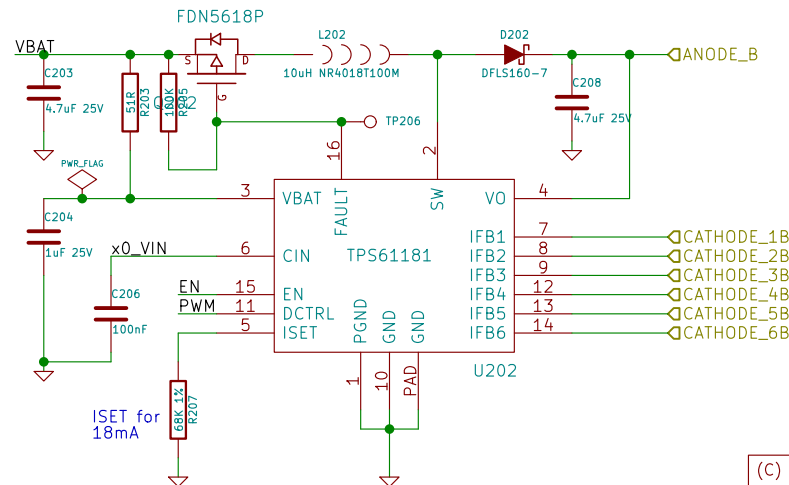 FDN5618P
VBAT
L202
D202
S
D
G
ANODE_B
10uH NR4018T100M
DFLS160-7
C203
4.7uF 25V
51R
R203
100K
R205
C208
4.7uF 25V
TP206
PWR_FLAG
16
2
3
VBAT
FAULT
SW
VO
4
C204
1uF 25V
x0_VIN
6
CIN
TPS61181
IFB1
7
CATHODE_1B
IFB2
8
CATHODE_2B
IFB3
9
CATHODE_3B
C206
100nF
EN
15
EN
IFB4
12
CATHODE_4B
PWM
11
DCTRL
IFB5
13
CATHODE_5B
5
ISET
IFB6
14
CATHODE_6B
PGND
GND
GND
1
10
PAD
U202
68K 1%
R207
ISET for
18mA
(C)